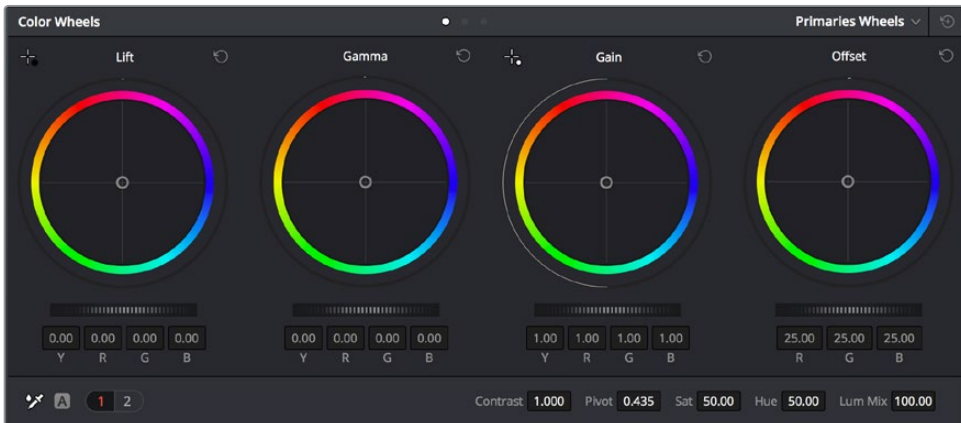 Color Wheels Primaries Wheels
Lift Gamma Gain Offset
0.00 0.00 0.00 0.00 0.00 0.00 0.00 0.00 1.00 1.00 1.00 1.00 25.00 25.00 25.00
Y R G B Y R G B Y R G B R G B
A 1 2 Contrast 1.000 Pivot 0.435 Sat 50.00 Hue 50.00 Lum Mix 100.00